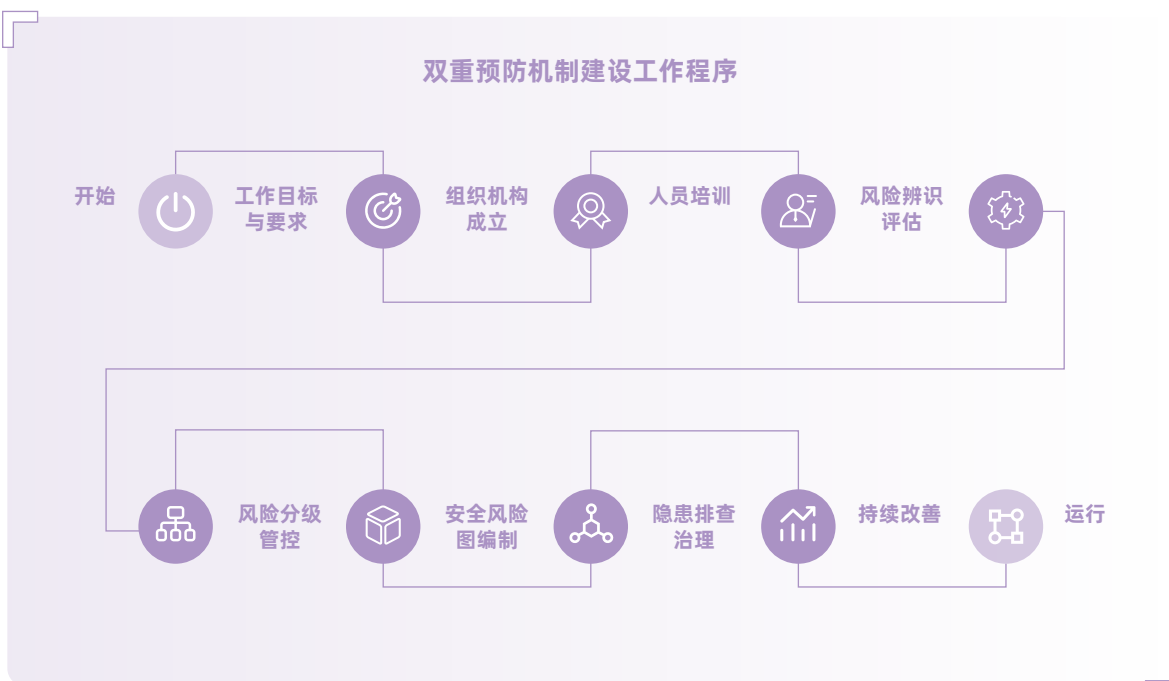 双重预防机制建设工作程序
开始
工作目标
与要求
组织机构
成立
人员培训
风险辨识
评估
风险分级
管控
安全风险
图编制
隐患排查
治理
持续改善
运行